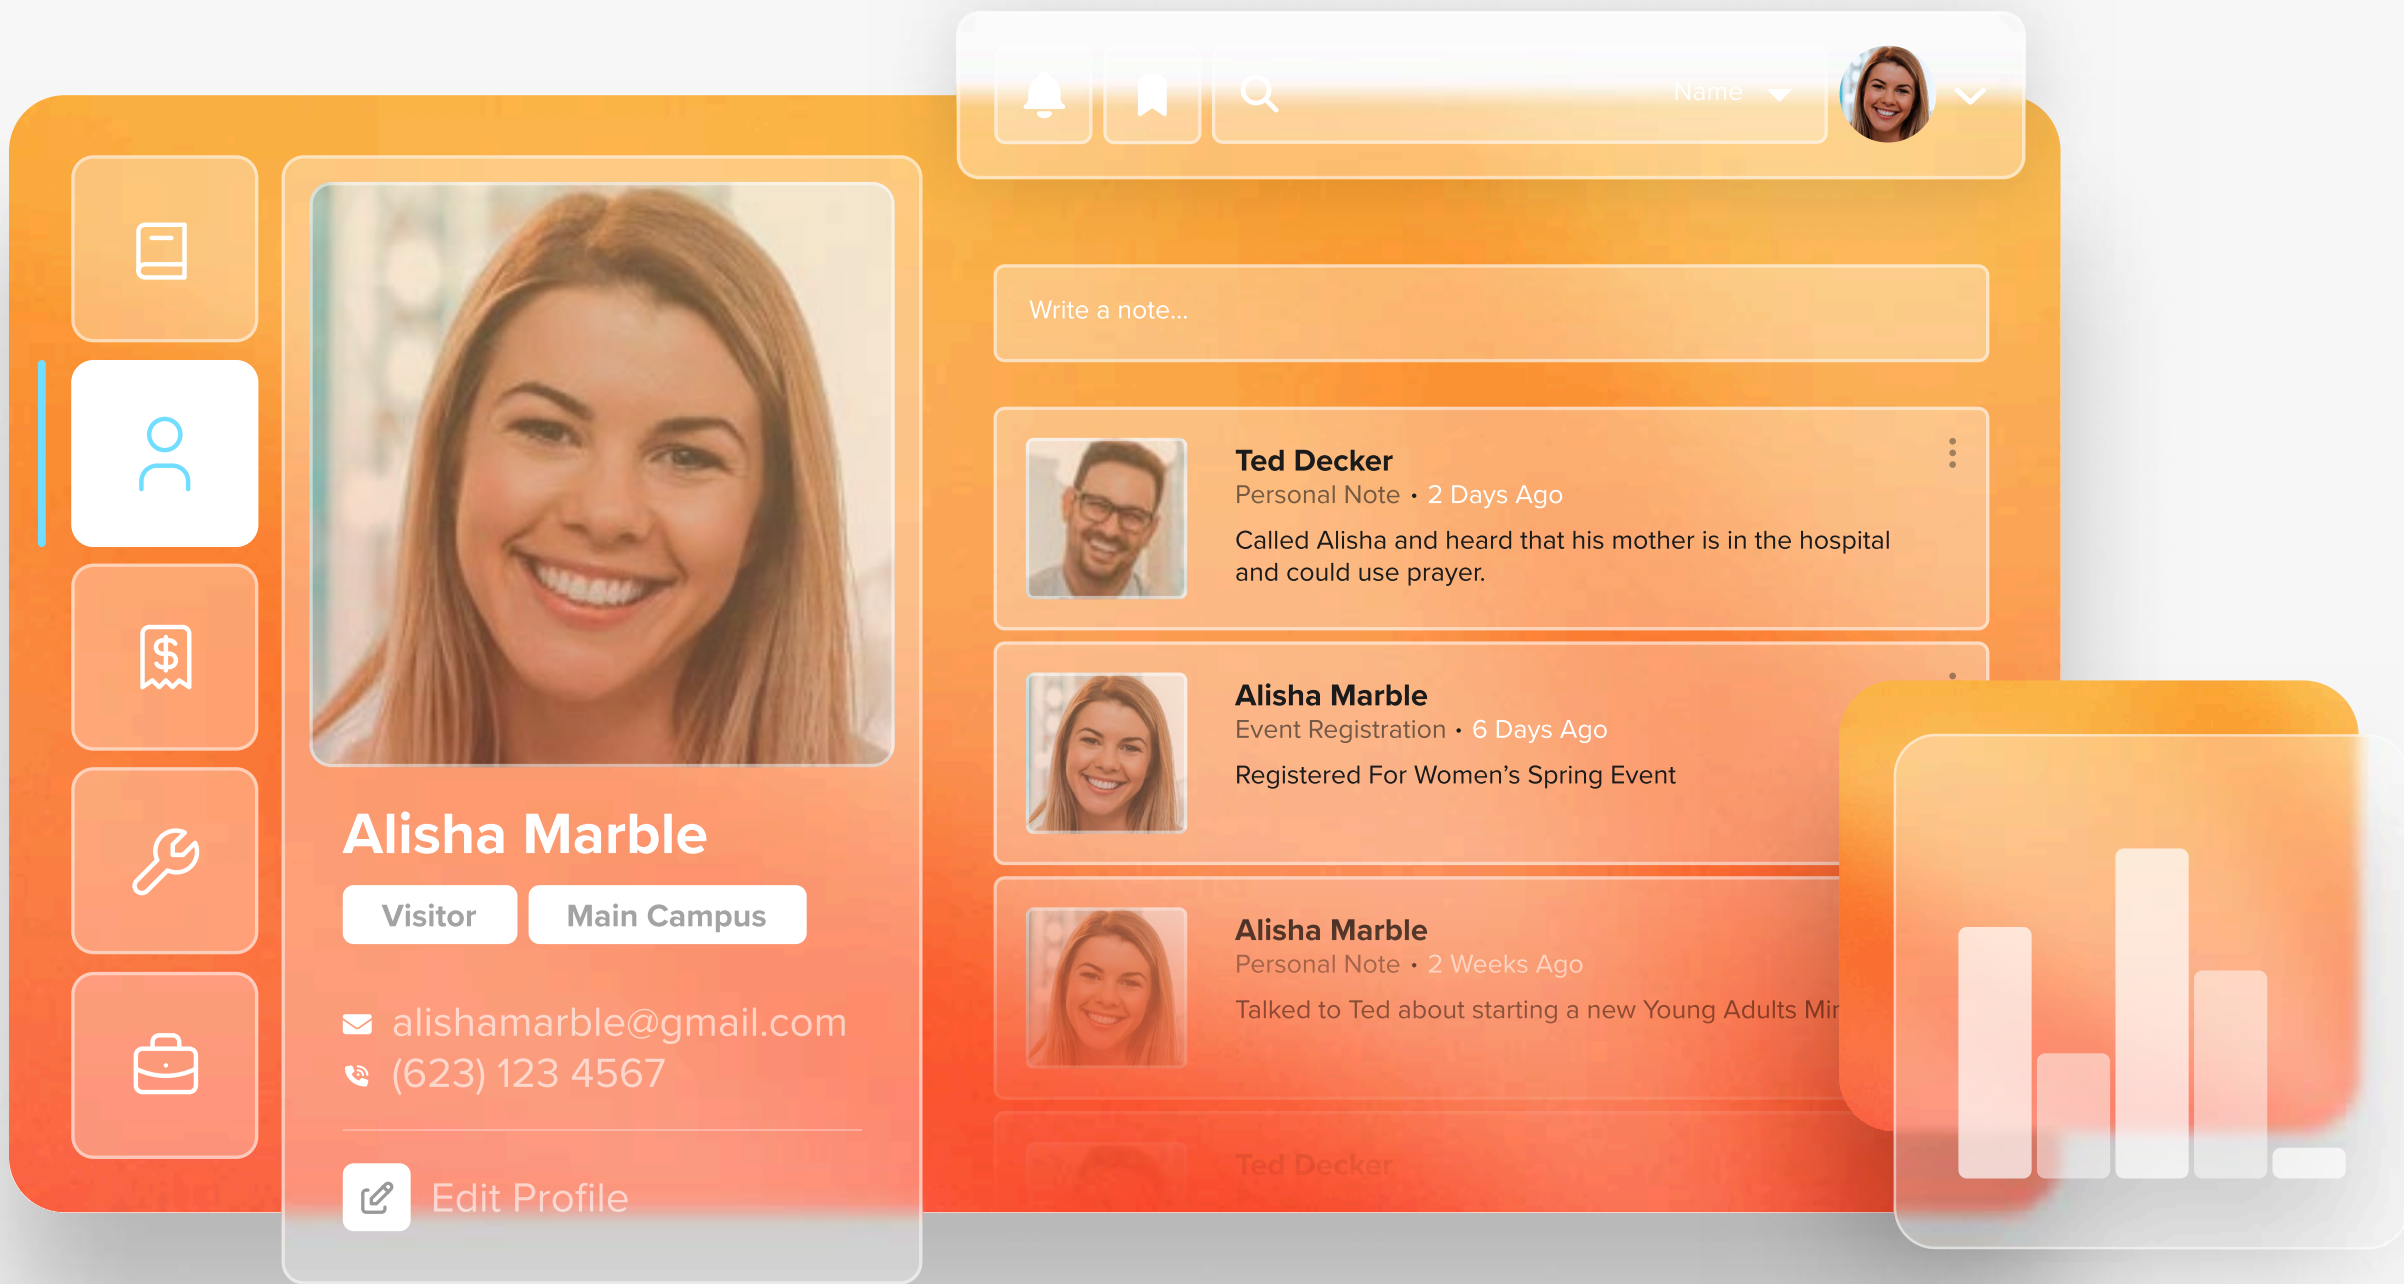 Name
Alisha Marble
Visitor
Main Campus
alishamarble@gmail.com
(623) 123 4567
Edit Profile
Write a note...
Ted Decker
Personal Note • 2 Days Ago
Called Alisha and heard that his mother is in the hospital
and could use prayer.
Alisha Marble
Event Registration • 6 Days Ago
Registered For Women’s Spring Event
Alisha Marble
Personal Note • 2 Weeks Ago
Talked to Ted about starting a new Young Adults
Ted Decker